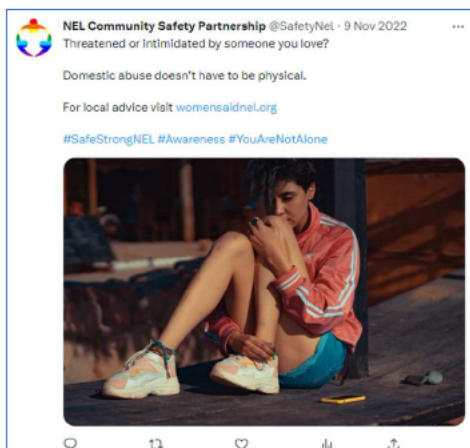 NEL Community Safety Partnership @SafetyNel · 9 Nov 2022 ...
Threatened or intimidated by someone you love?
Domestic abuse doesn't have to be physical.
For local advice visit womensaidnel.org
#SafeStrongNEL #Awareness #YouAreNotAlone